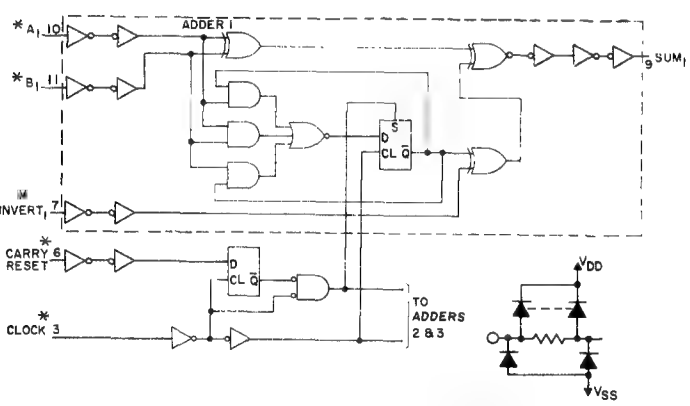 ADDER 1
* A1 10
* B1 11
9 SUM1
S
D
CL Q̅
INVERT1 7
*
CARRY 6
RESET
D
CL Q̅
*
CLOCK 3
TO
ADDERS
2 & 3
VDD
VSS